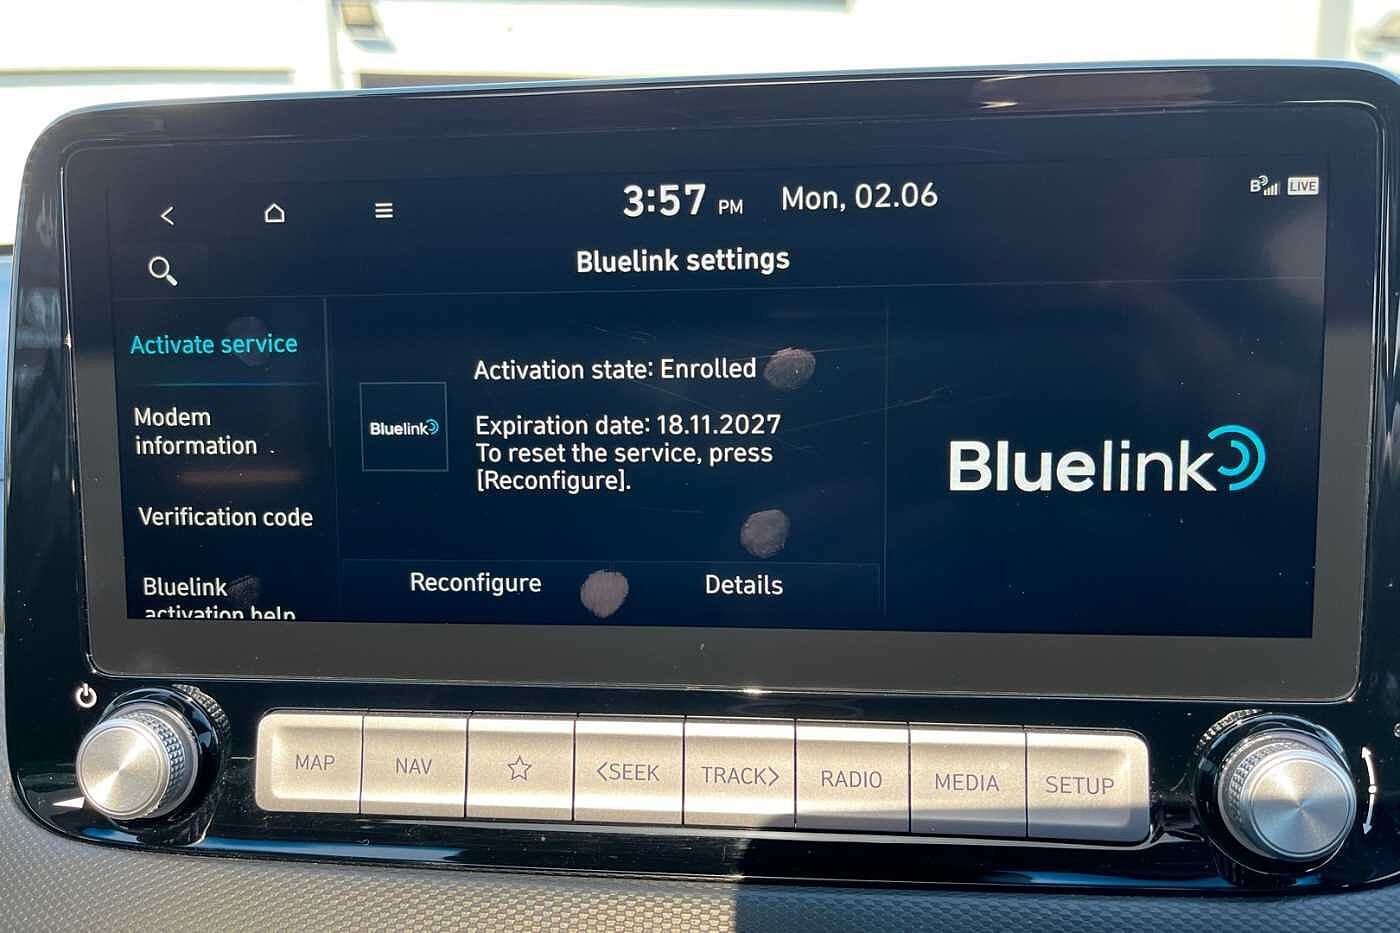 3:57 PM Mon, 02.06
B LIVE
Bluelink settings
Activate service
Modem
information
Verification code
Bluelink
activation help
Activation state: Enrolled
Bluelink
Expiration date: 18.11.2027
To reset the service, press
[Reconfigure].
Reconfigure Details
Bluelink
MAP NAV <SEEK TRACK> RADIO MEDIA SETUP